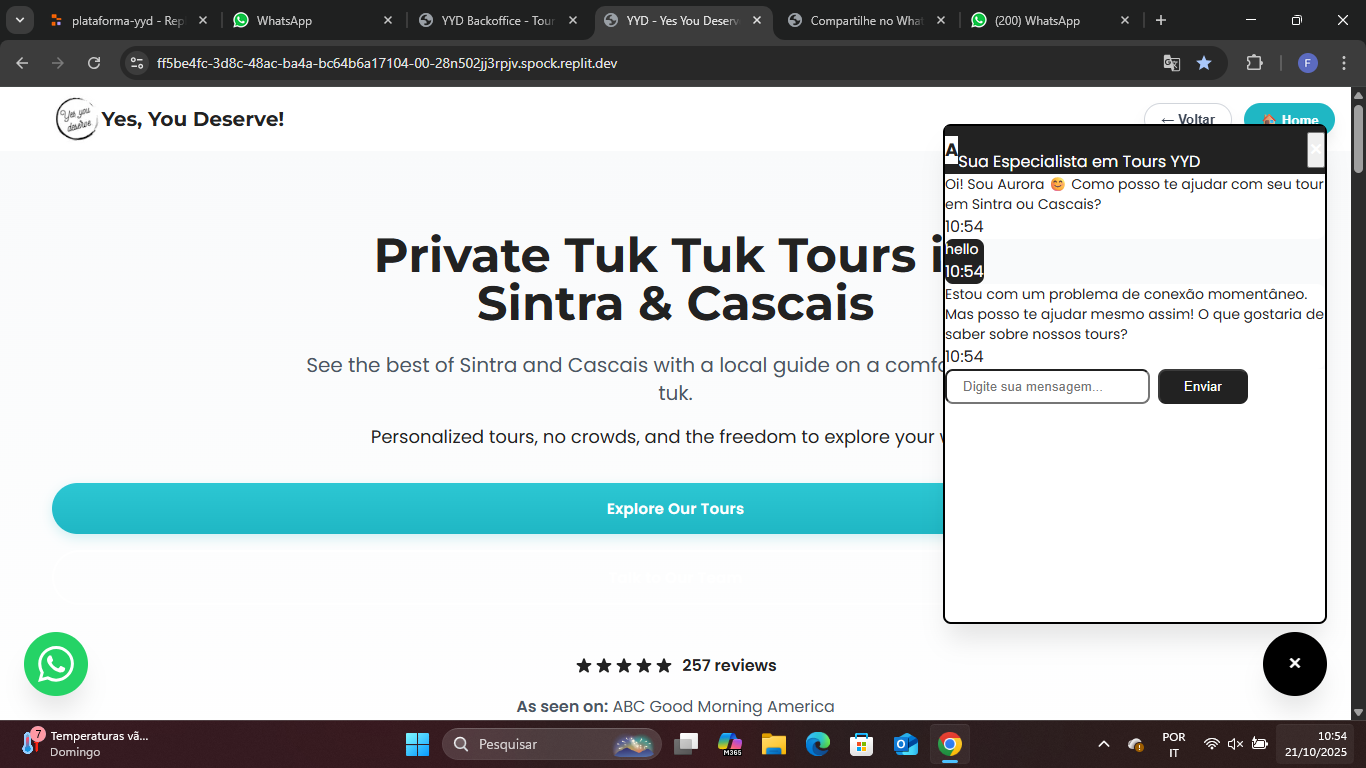 plataforma-yyd - Repl
WhatsApp
YYD Backoffice - Tour
YYD - Yes You Deserv
Compartilhe no What
(200) WhatsApp
ff5be4fc-3d8c-48ac-ba4a-bc64b6a17104-00-28n502jj3rpjv.spock.replit.dev
F
Yes you deserve
Yes, You Deserve!
← Voltar
Home
A
Sua Especialista em Tours YYD
×
Oi! Sou Aurora 😊 Como posso te ajudar com seu tour
em Sintra ou Cascais?
10:54
hello
10:54
Estou com um problema de conexão momentâneo.
Mas posso te ajudar mesmo assim! O que gostaria de
saber sobre nossos tours?
10:54
Digite sua mensagem...
Enviar
Private Tuk Tuk Tours i
Sintra & Cascais
See the best of Sintra and Cascais with a local guide on a comfo
tuk.
Personalized tours, no crowds, and the freedom to explore your
Explore Our Tours
★★★★★ 257 reviews
As seen on: ABC Good Morning America
×
7
Temperaturas vã...
Domingo
Pesquisar
M365
POR
IT
10:54
21/10/2025